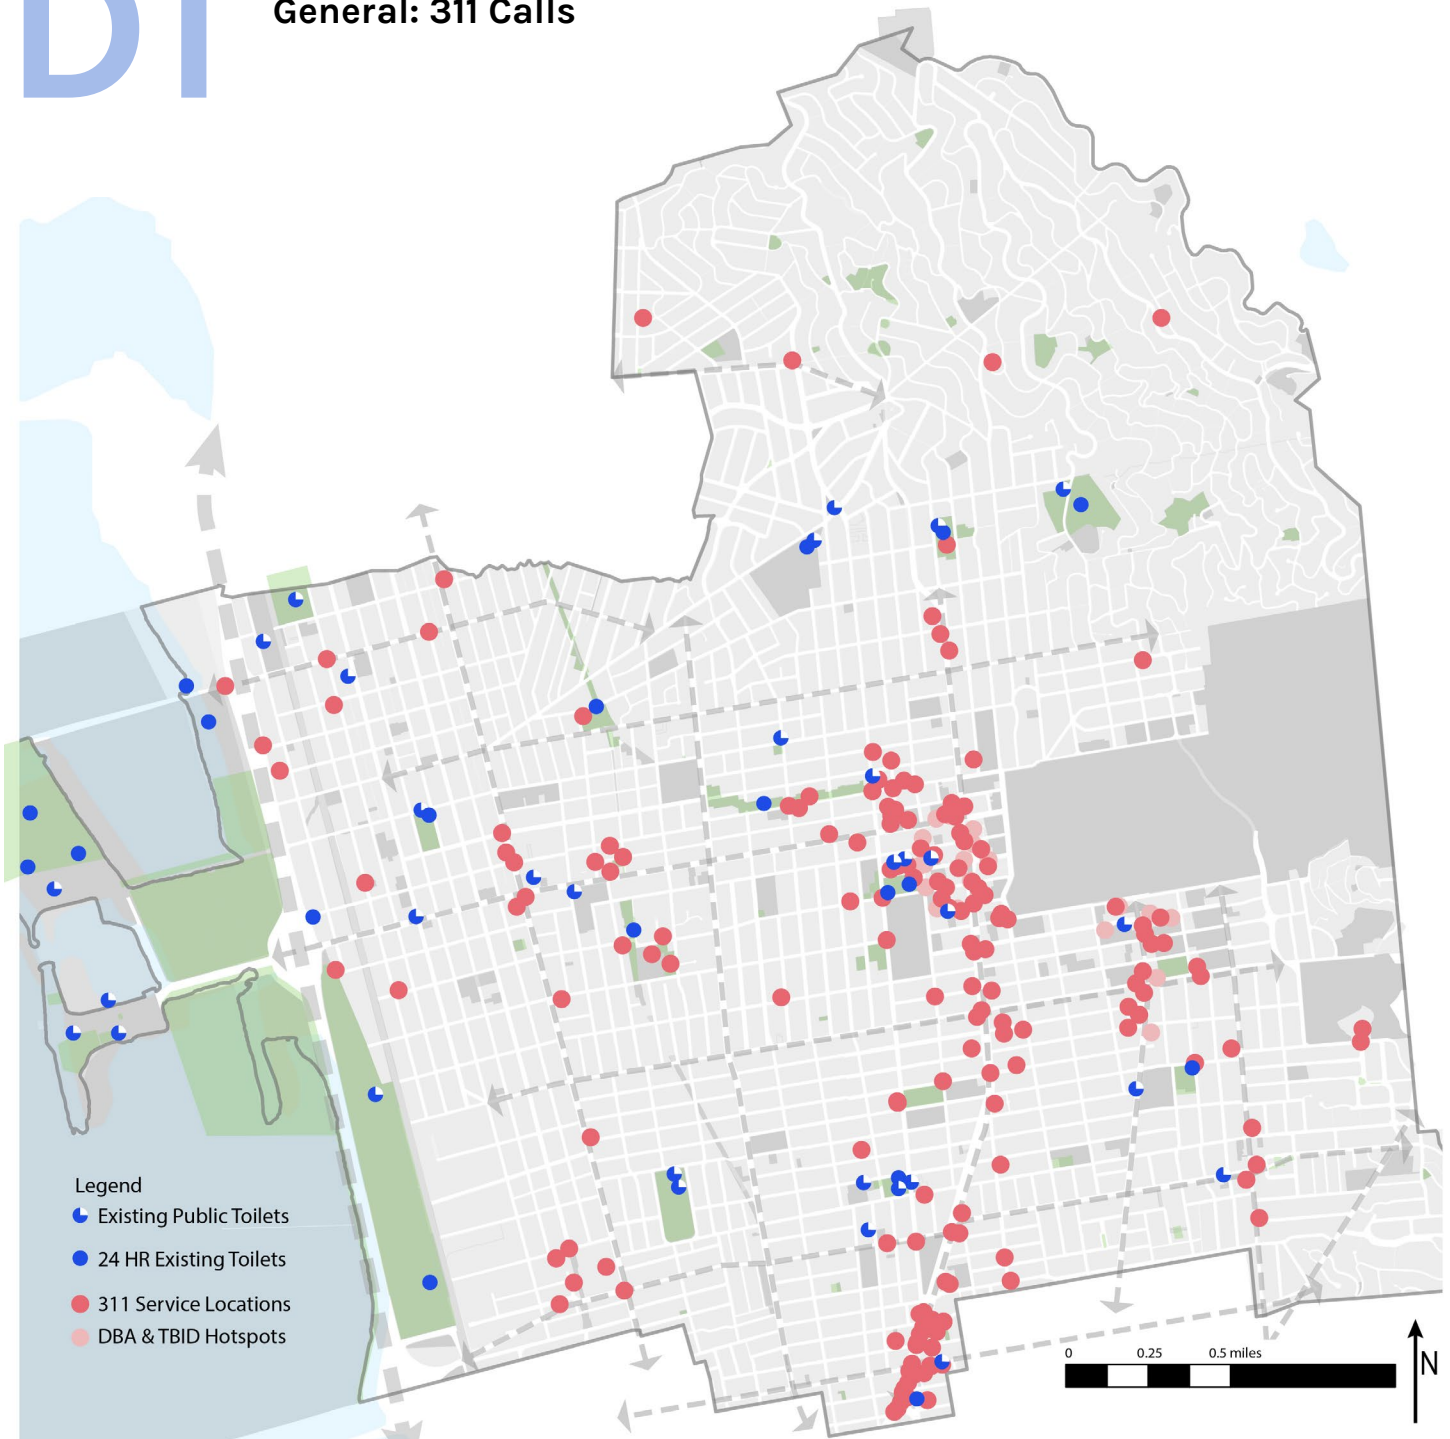 D1
General: 311 Calls
Legend
Existing Public Toilets
24 HR Existing Toilets
311 Service Locations
DBA & TBID Hotspots
0 0.25 0.5 miles
N